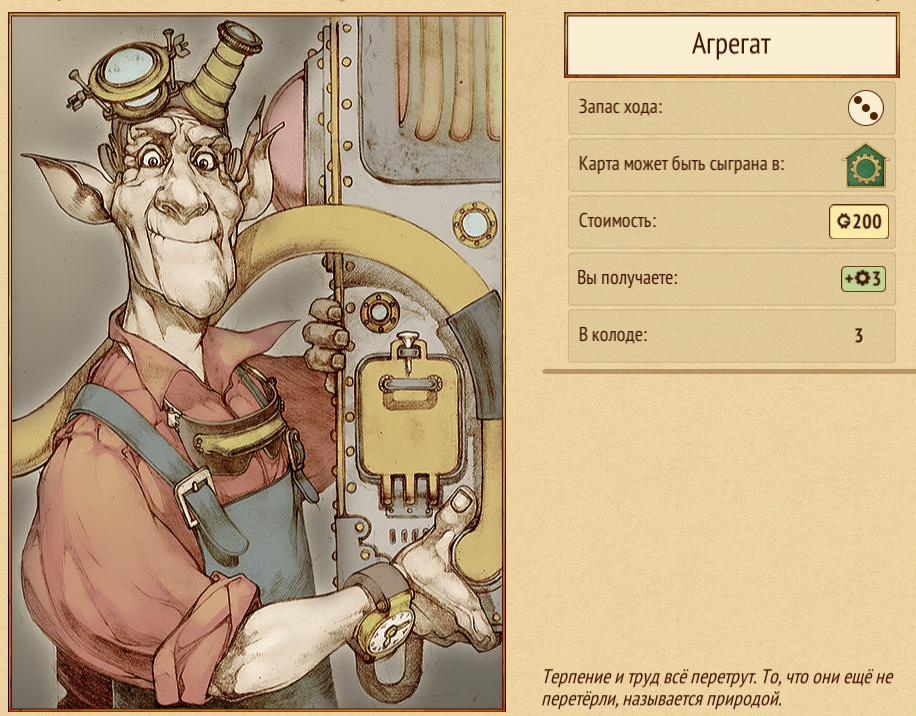 Агрегат
Запас хода:
Карта может быть сыграна в:
Стоимость: 200
Вы получаете: +3
В колоде: 3
Терпение и труд всё перетрут. То, что они ещё не
перетёрли, называется природой.